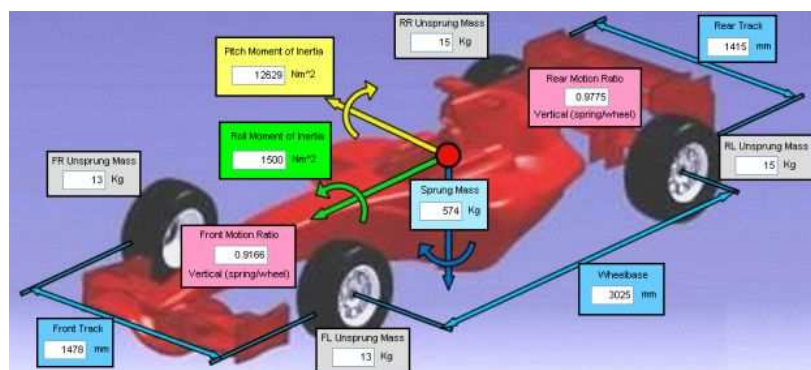 RR Unsprung Mass
15 Kg
Rear Track
1415 mm
Pitch Moment of Inertia
12629 Nm^2
Rear Motion Ratio
0.9775
Vertical (spring/wheel)
Roll Moment of Inertia
1500 Nm^2
FR Unsprung Mass
13 Kg
RL Unsprung Mass
15 Kg
Sprung Mass
574 Kg
Front Motion Ratio
0.9166
Vertical (spring/wheel)
Wheelbase
3025 mm
Front Track
1478 mm
FL Unsprung Mass
13 Kg